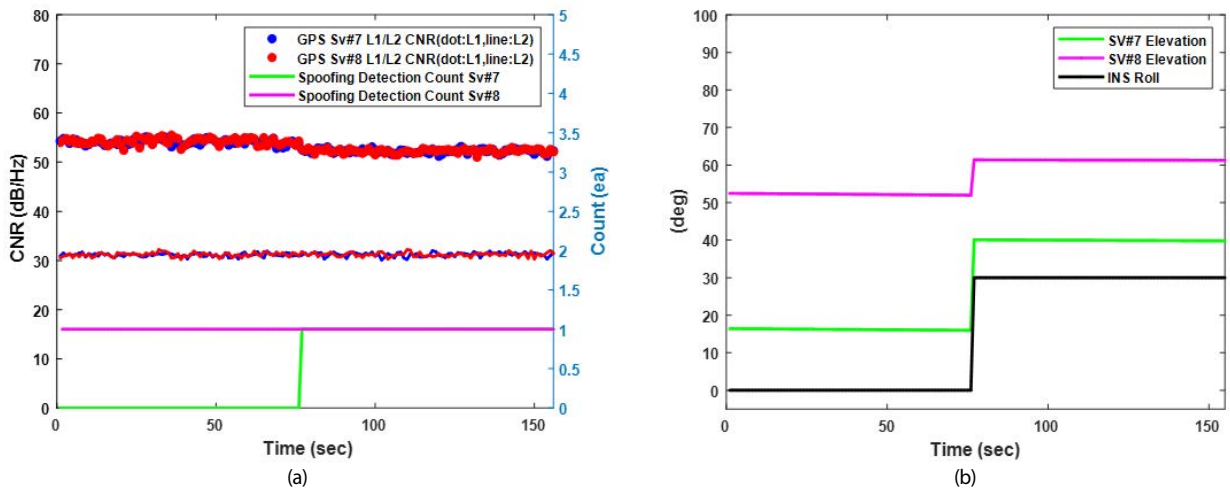 80
70
60
50
40
30
20
10
0
CNR (dB/Hz)
GPS Sv#7 L1/L2 CNR(dot:L1,line:L2)
GPS Sv#8 L1/L2 CNR(dot:L1,line:L2)
Spoofing Detection Count Sv#7
Spoofing Detection Count Sv#8
5
4.5
4
3.5
3
2.5
2
1.5
1
0.5
0
Count (ea)
0 50 100 150
Time (sec)
(a)
100
90
80
70
60
50
40
30
20
10
0
(deg)
SV#7 Elevation
SV#8 Elevation
INS Roll
0 50 100 150
Time (sec)
(b)